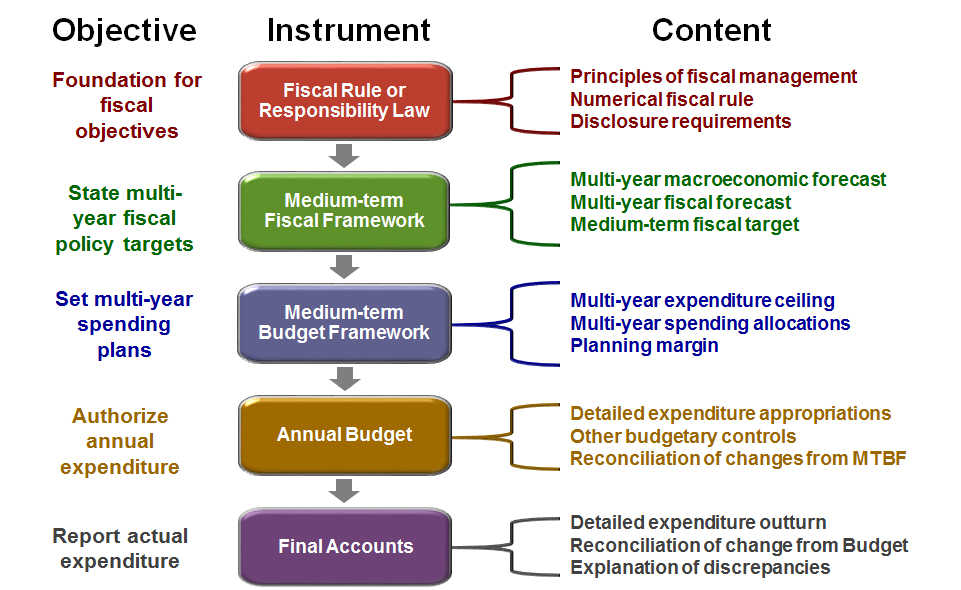 Objective
Instrument
Content
Foundation for
fiscal
objectives
Fiscal Rule or
Responsibility Law
Principles of fiscal management
Numerical fiscal rule
Disclosure requirements
State multi-
year fiscal
policy targets
Medium-term
Fiscal Framework
Multi-year macroeconomic forecast
Multi-year fiscal forecast
Medium-term fiscal target
Set multi-year
spending
plans
Medium-term
Budget Framework
Multi-year expenditure ceiling
Multi-year spending allocations
Planning margin
Authorize
annual
expenditure
Annual Budget
Detailed expenditure appropriations
Other budgetary controls
Reconciliation of changes from MTBF
Report actual
expenditure
Final Accounts
Detailed expenditure outturn
Reconciliation of change from Budget
Explanation of discrepancies